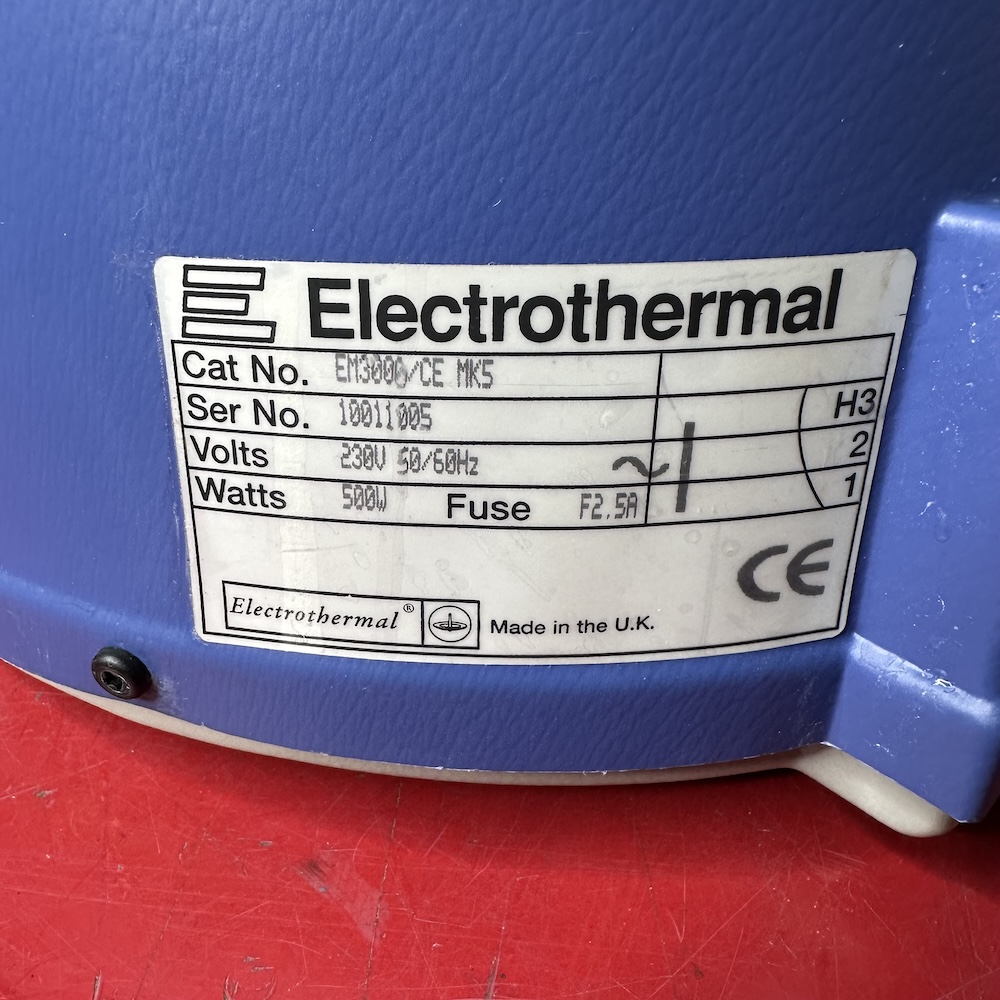 Electrothermal
Cat No. EM3000/CE MK5
Ser No. 10011005 H3
Volts 230V 50/60Hz 2
Watts 500W Fuse F2.5A ~ | 1
CE
Electrothermal® Made in the U.K.